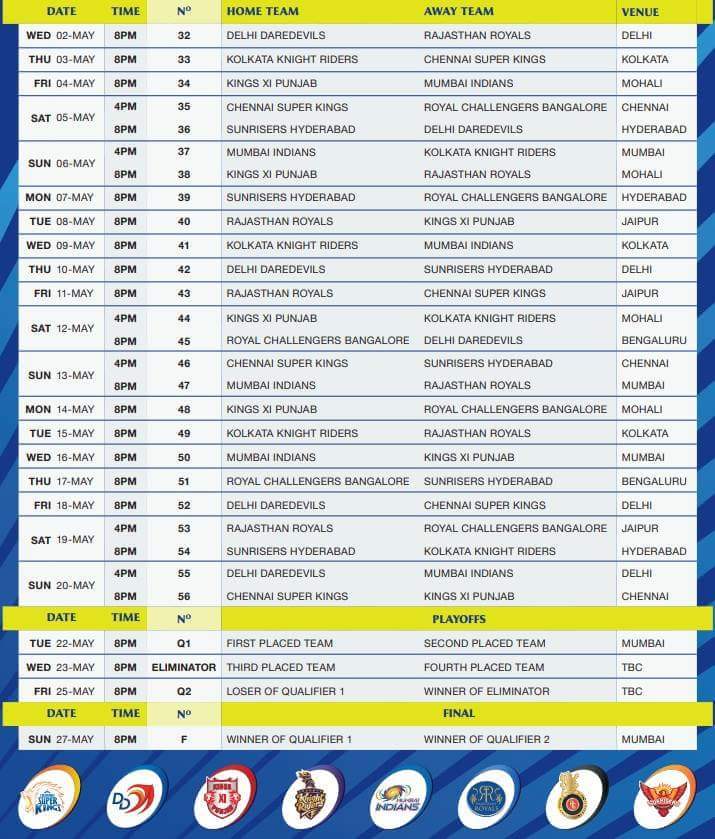 DATE TIME Nº HOME TEAM AWAY TEAM VENUE
WED 02-MAY 8PM 32 DELHI DAREDEVILS RAJASTHAN ROYALS DELHI
THU 03-MAY 8PM 33 KOLKATA KNIGHT RIDERS CHENNAI SUPER KINGS KOLKATA
FRI 04-MAY 8PM 34 KINGS XI PUNJAB MUMBAI INDIANS MOHALI
SAT 05-MAY 4PM 35 CHENNAI SUPER KINGS ROYAL CHALLENGERS BANGALORE CHENNAI
8PM 36 SUNRISERS HYDERABAD DELHI DAREDEVILS HYDERABAD
SUN 06-MAY 4PM 37 MUMBAI INDIANS KOLKATA KNIGHT RIDERS MUMBAI
8PM 38 KINGS XI PUNJAB RAJASTHAN ROYALS MOHALI
MON 07-MAY 8PM 39 SUNRISERS HYDERABAD ROYAL CHALLENGERS BANGALORE HYDERABAD
TUE 08-MAY 8PM 40 RAJASTHAN ROYALS KINGS XI PUNJAB JAIPUR
WED 09-MAY 8PM 41 KOLKATA KNIGHT RIDERS MUMBAI INDIANS KOLKATA
THU 10-MAY 8PM 42 DELHI DAREDEVILS SUNRISERS HYDERABAD DELHI
FRI 11-MAY 8PM 43 RAJASTHAN ROYALS CHENNAI SUPER KINGS JAIPUR
SAT 12-MAY 4PM 44 KINGS XI PUNJAB KOLKATA KNIGHT RIDERS MOHALI
8PM 45 ROYAL CHALLENGERS BANGALORE DELHI DAREDEVILS BENGALURU
SUN 13-MAY 4PM 46 CHENNAI SUPER KINGS SUNRISERS HYDERABAD CHENNAI
8PM 47 MUMBAI INDIANS RAJASTHAN ROYALS MUMBAI
MON 14-MAY 8PM 48 KINGS XI PUNJAB ROYAL CHALLENGERS BANGALORE MOHALI
TUE 15-MAY 8PM 49 KOLKATA KNIGHT RIDERS RAJASTHAN ROYALS KOLKATA
WED 16-MAY 8PM 50 MUMBAI INDIANS KINGS XI PUNJAB MUMBAI
THU 17-MAY 8PM 51 ROYAL CHALLENGERS BANGALORE SUNRISERS HYDERABAD BENGALURU
FRI 18-MAY 8PM 52 DELHI DAREDEVILS CHENNAI SUPER KINGS DELHI
SAT 19-MAY 4PM 53 RAJASTHAN ROYALS ROYAL CHALLENGERS BANGALORE JAIPUR
8PM 54 SUNRISERS HYDERABAD KOLKATA KNIGHT RIDERS HYDERABAD
SUN 20-MAY 4PM 55 DELHI DAREDEVILS MUMBAI INDIANS DELHI
8PM 56 CHENNAI SUPER KINGS KINGS XI PUNJAB CHENNAI
DATE TIME Nº PLAYOFFS
TUE 22-MAY 8PM Q1 FIRST PLACED TEAM SECOND PLACED TEAM MUMBAI
WED 23-MAY 8PM ELIMINATOR THIRD PLACED TEAM FOURTH PLACED TEAM TBC
FRI 25-MAY 8PM Q2 LOSER OF QUALIFIER 1 WINNER OF ELIMINATOR TBC
DATE TIME Nº FINAL
SUN 27-MAY 8PM F WINNER OF QUALIFIER 1 WINNER OF QUALIFIER 2 MUMBAI
CHENNAI SUPER KINGS DD KINGS XI Knight Riders MUMBAI INDIANS RR ROYALS SUNRISERS